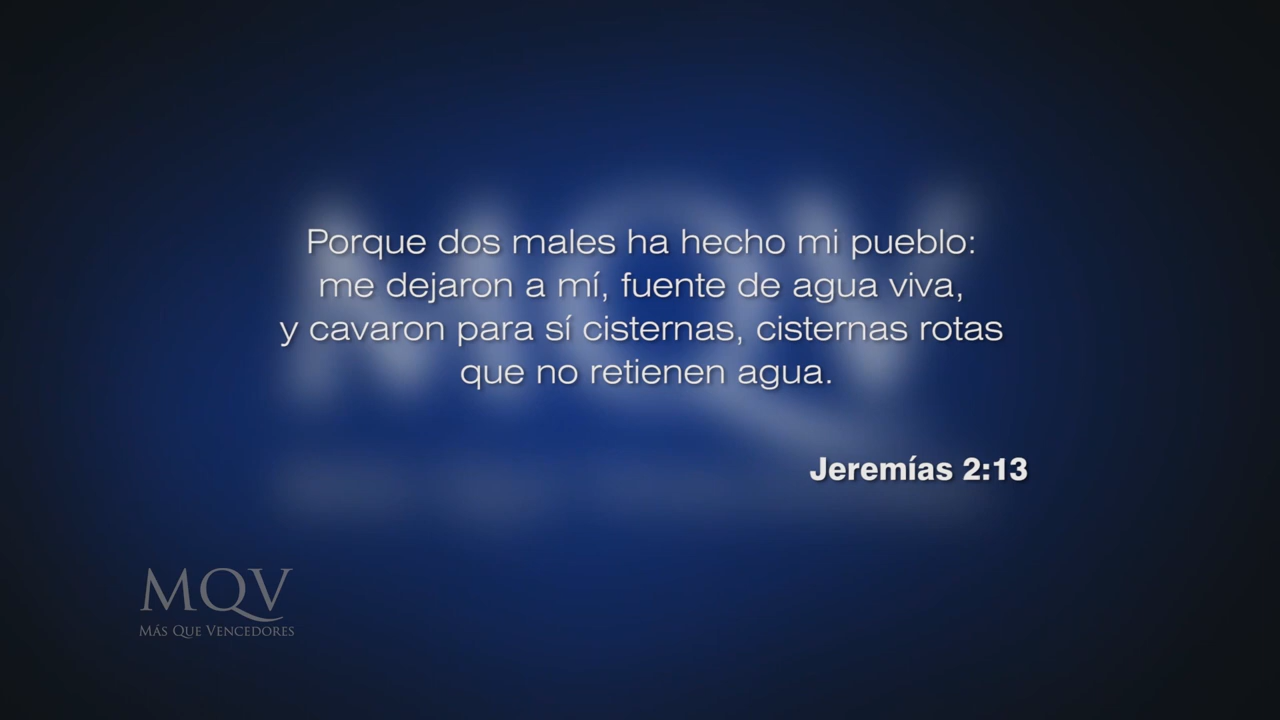 Porque dos males ha hecho mi pueblo:
me dejaron a mí, fuente de agua viva,
y cavaron para sí cisternas, cisternas rotas
que no retienen agua.
Jeremías 2:13
MQV
MÁS QUE VENCEDORES